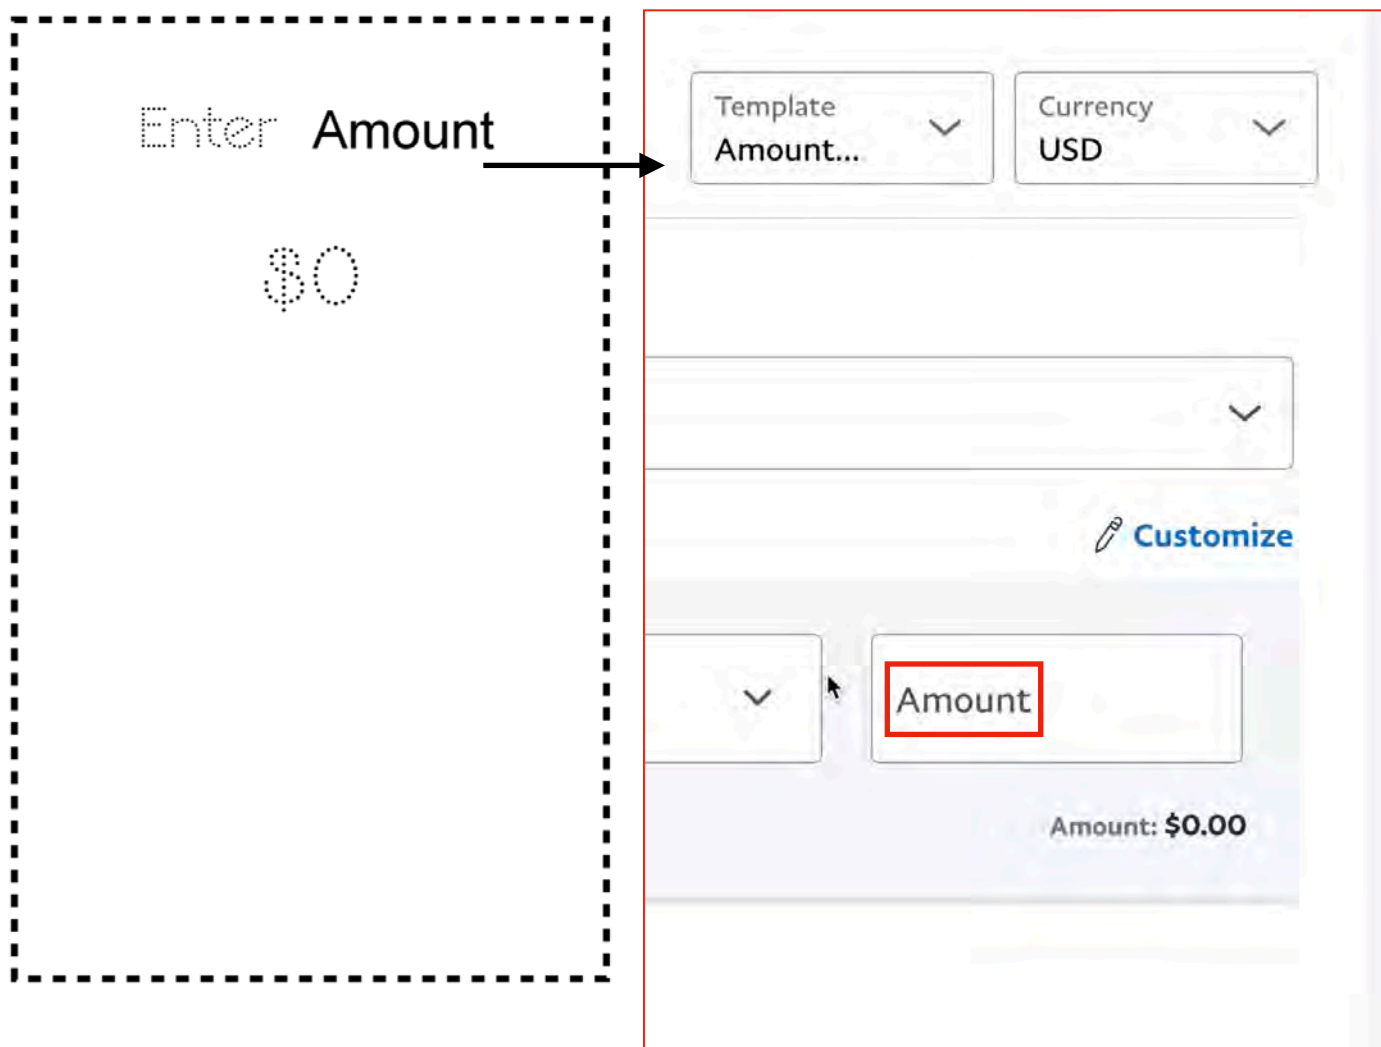 Enter Amount
$0
Template
Amount...
Currency
USD
Customize
Amount
Amount: $0.00